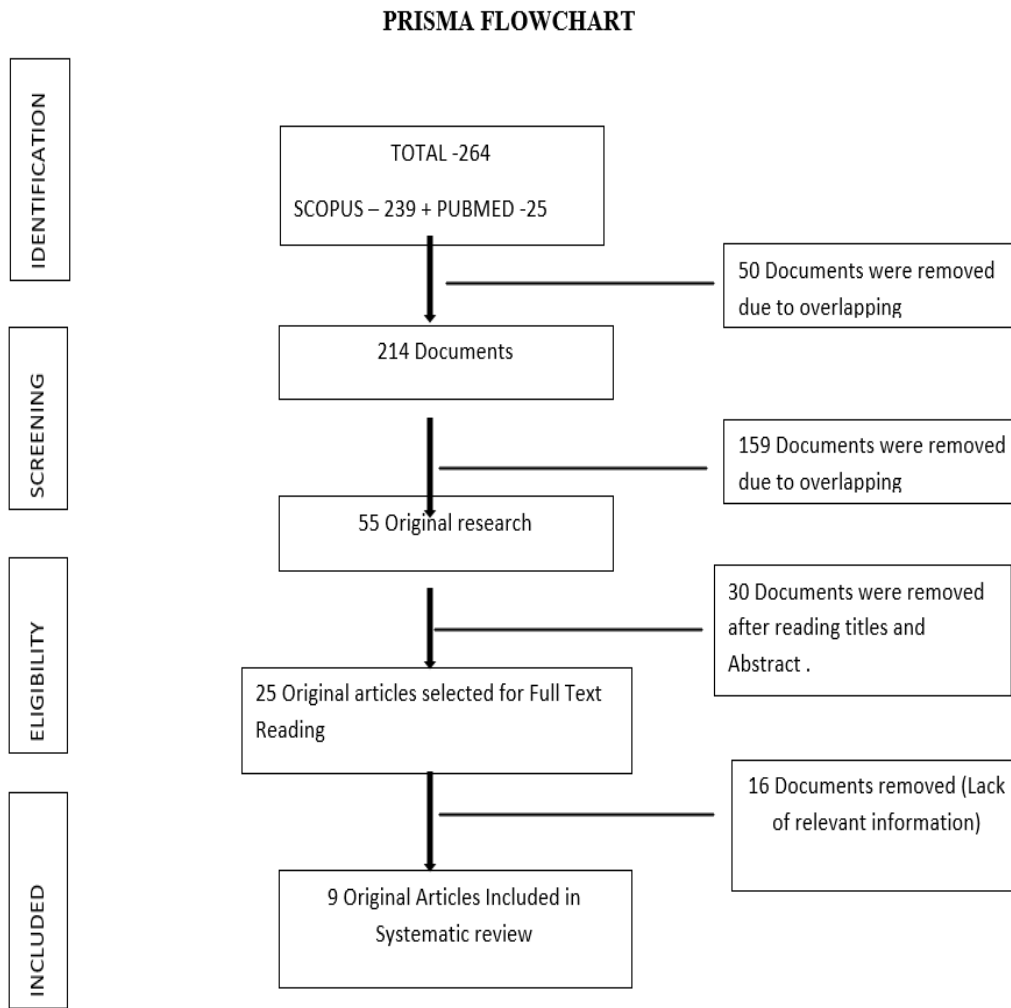 PRISMA FLOWCHART
IDENTIFICATION
TOTAL -264
SCOPUS – 239 + PUBMED -25
50 Documents were removed
due to overlapping
SCREENING
214 Documents
159 Documents were removed
due to overlapping
55 Original research
ELIGIBILITY
30 Documents were removed
after reading titles and
Abstract .
25 Original articles selected for Full Text
Reading
INCLUDED
16 Documents removed (Lack
of relevant information)
9 Original Articles Included in
Systematic review